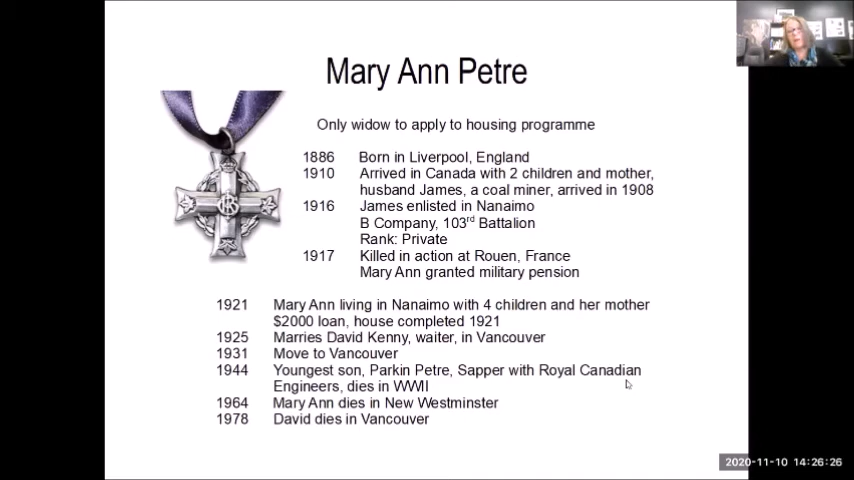 Mary Ann Petre
Only widow to apply to housing programme
1886 Born in Liverpool, England
1910 Arrived in Canada with 2 children and mother,
husband James, a coal miner, arrived in 1908
1916 James enlisted in Nanaimo
B Company, 103rd Battalion
Rank: Private
1917 Killed in action at Rouen, France
Mary Ann granted military pension
1921 Mary Ann living in Nanaimo with 4 children and her mother
$2000 loan, house completed 1921
1925 Marries David Kenny, waiter, in Vancouver
1931 Move to Vancouver
1944 Youngest son, Parkin Petre, Sapper with Royal Canadian
Engineers, dies in WWII
1964 Mary Ann dies in New Westminster
1978 David dies in Vancouver
2020-11-10 14:26:26